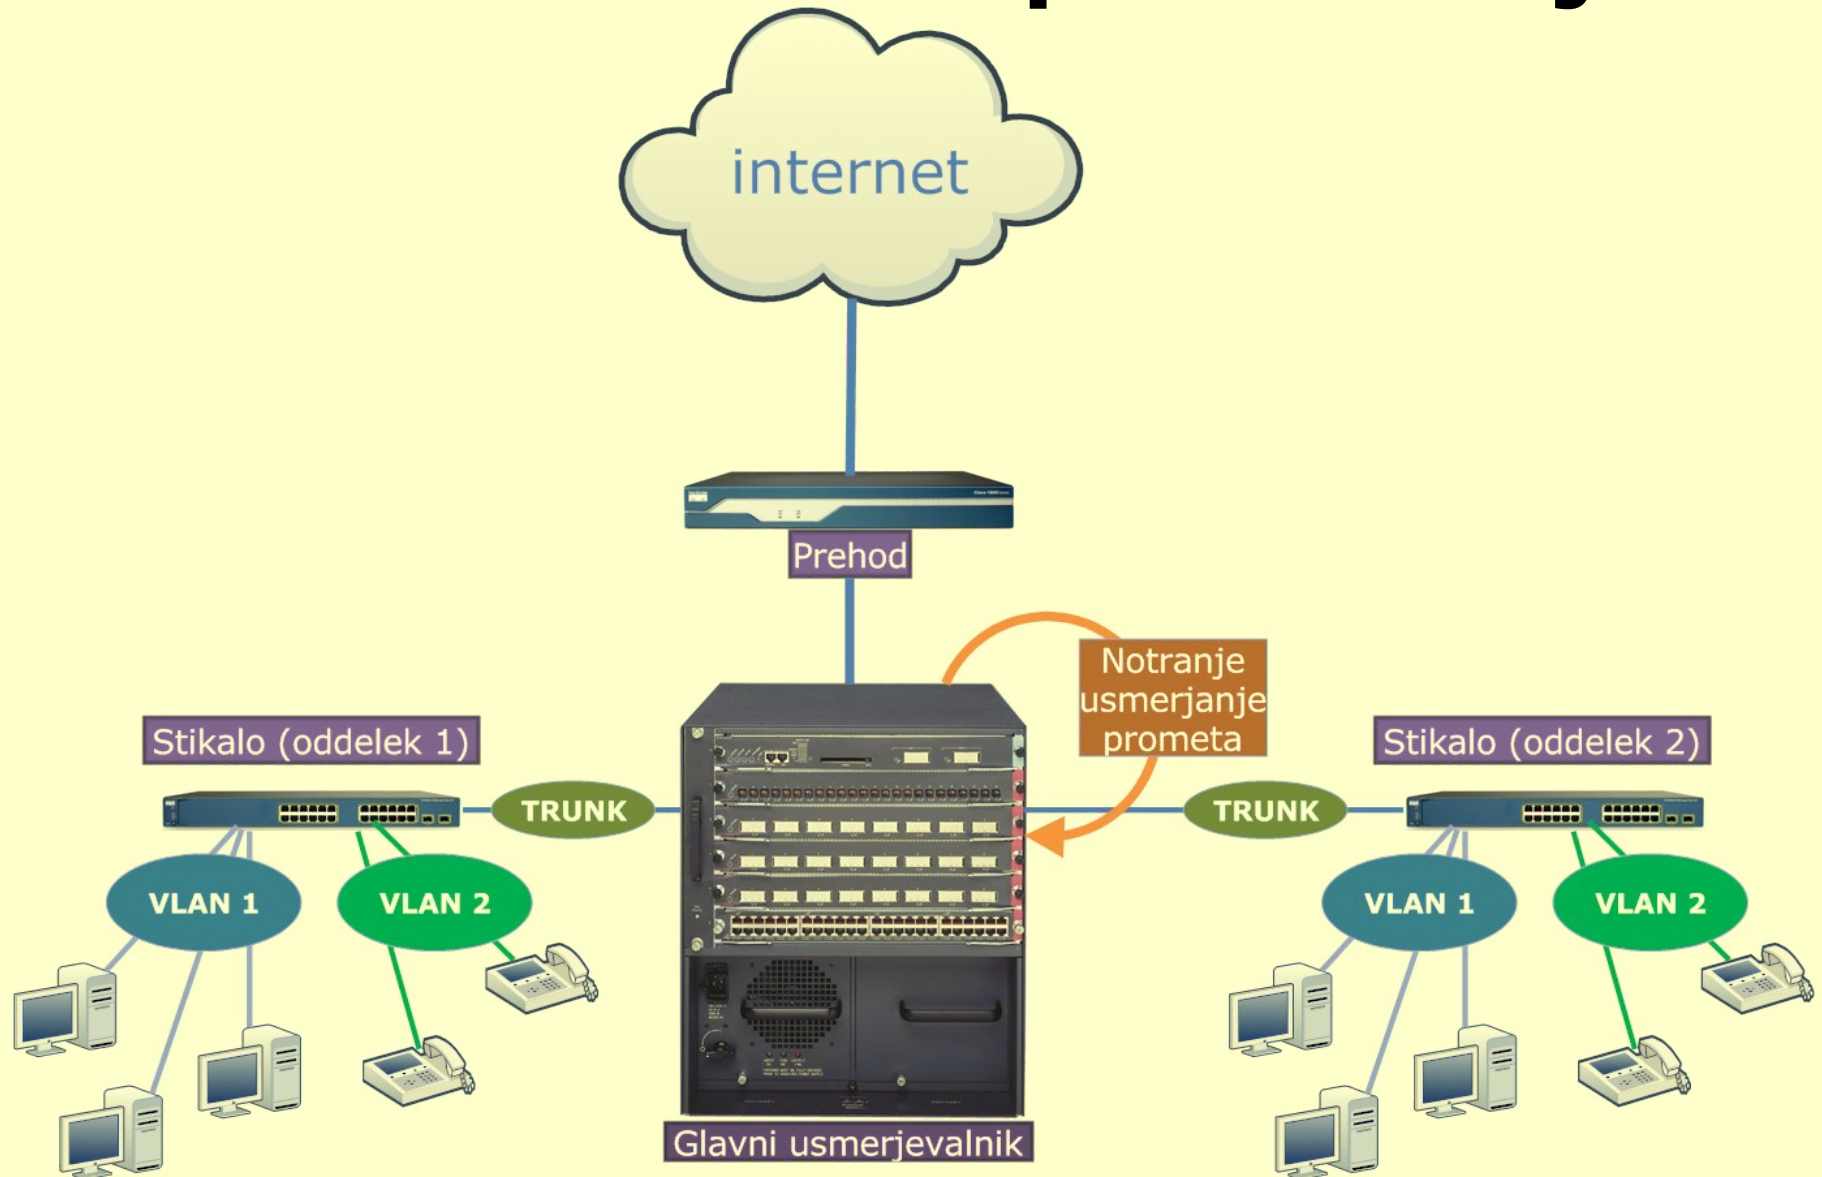 internet
Prehod
Notranje
usmerjanje
prometa
Stikalo (oddelek 1)
Stikalo (oddelek 2)
TRUNK
TRUNK
VLAN 1
VLAN 2
VLAN 1
VLAN 2
Glavni usmerjevalnik